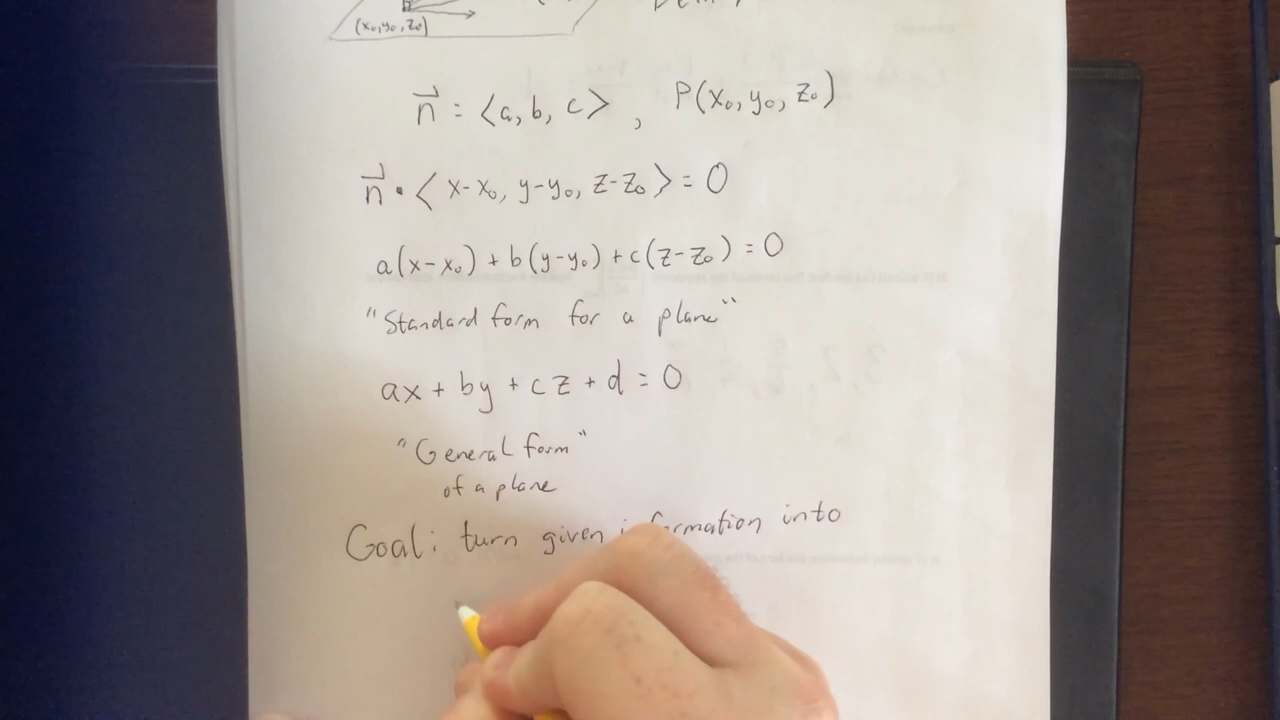 (x₀, y₀, z₀)
n⃗ = <a, b, c> , P(x₀, y₀, z₀)
n⃗ • < x-x₀, y-y₀, z-z₀ > = 0
a(x-x₀) + b(y-y₀) + c(z-z₀) = 0
"Standard form for a plane"
ax + by + cz + d = 0
"General form"
of a plane
Goal: turn given information into